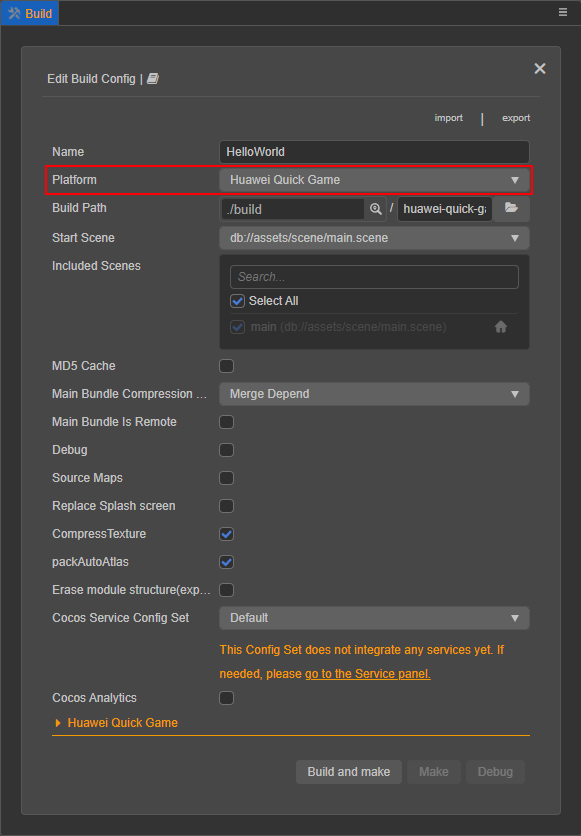 Build
Edit Build Config |
import | export
Name HelloWorld
Platform Huawei Quick Game
Build Path ./build / huawei-quick-ga
Start Scene db://assets/scene/main.scene
Included Scenes
Search...
Select All
main (db://assets/scene/main.scene)
MD5 Cache
Main Bundle Compression ... Merge Depend
Main Bundle Is Remote
Debug
Source Maps
Replace Splash screen
CompressTexture
packAutoAtlas
Erase module structure(exp...
Cocos Service Config Set Default
This Config Set does not integrate any services yet. If
needed, please go to the Service panel.
Cocos Analytics
Huawei Quick Game
Build and make Make Debug